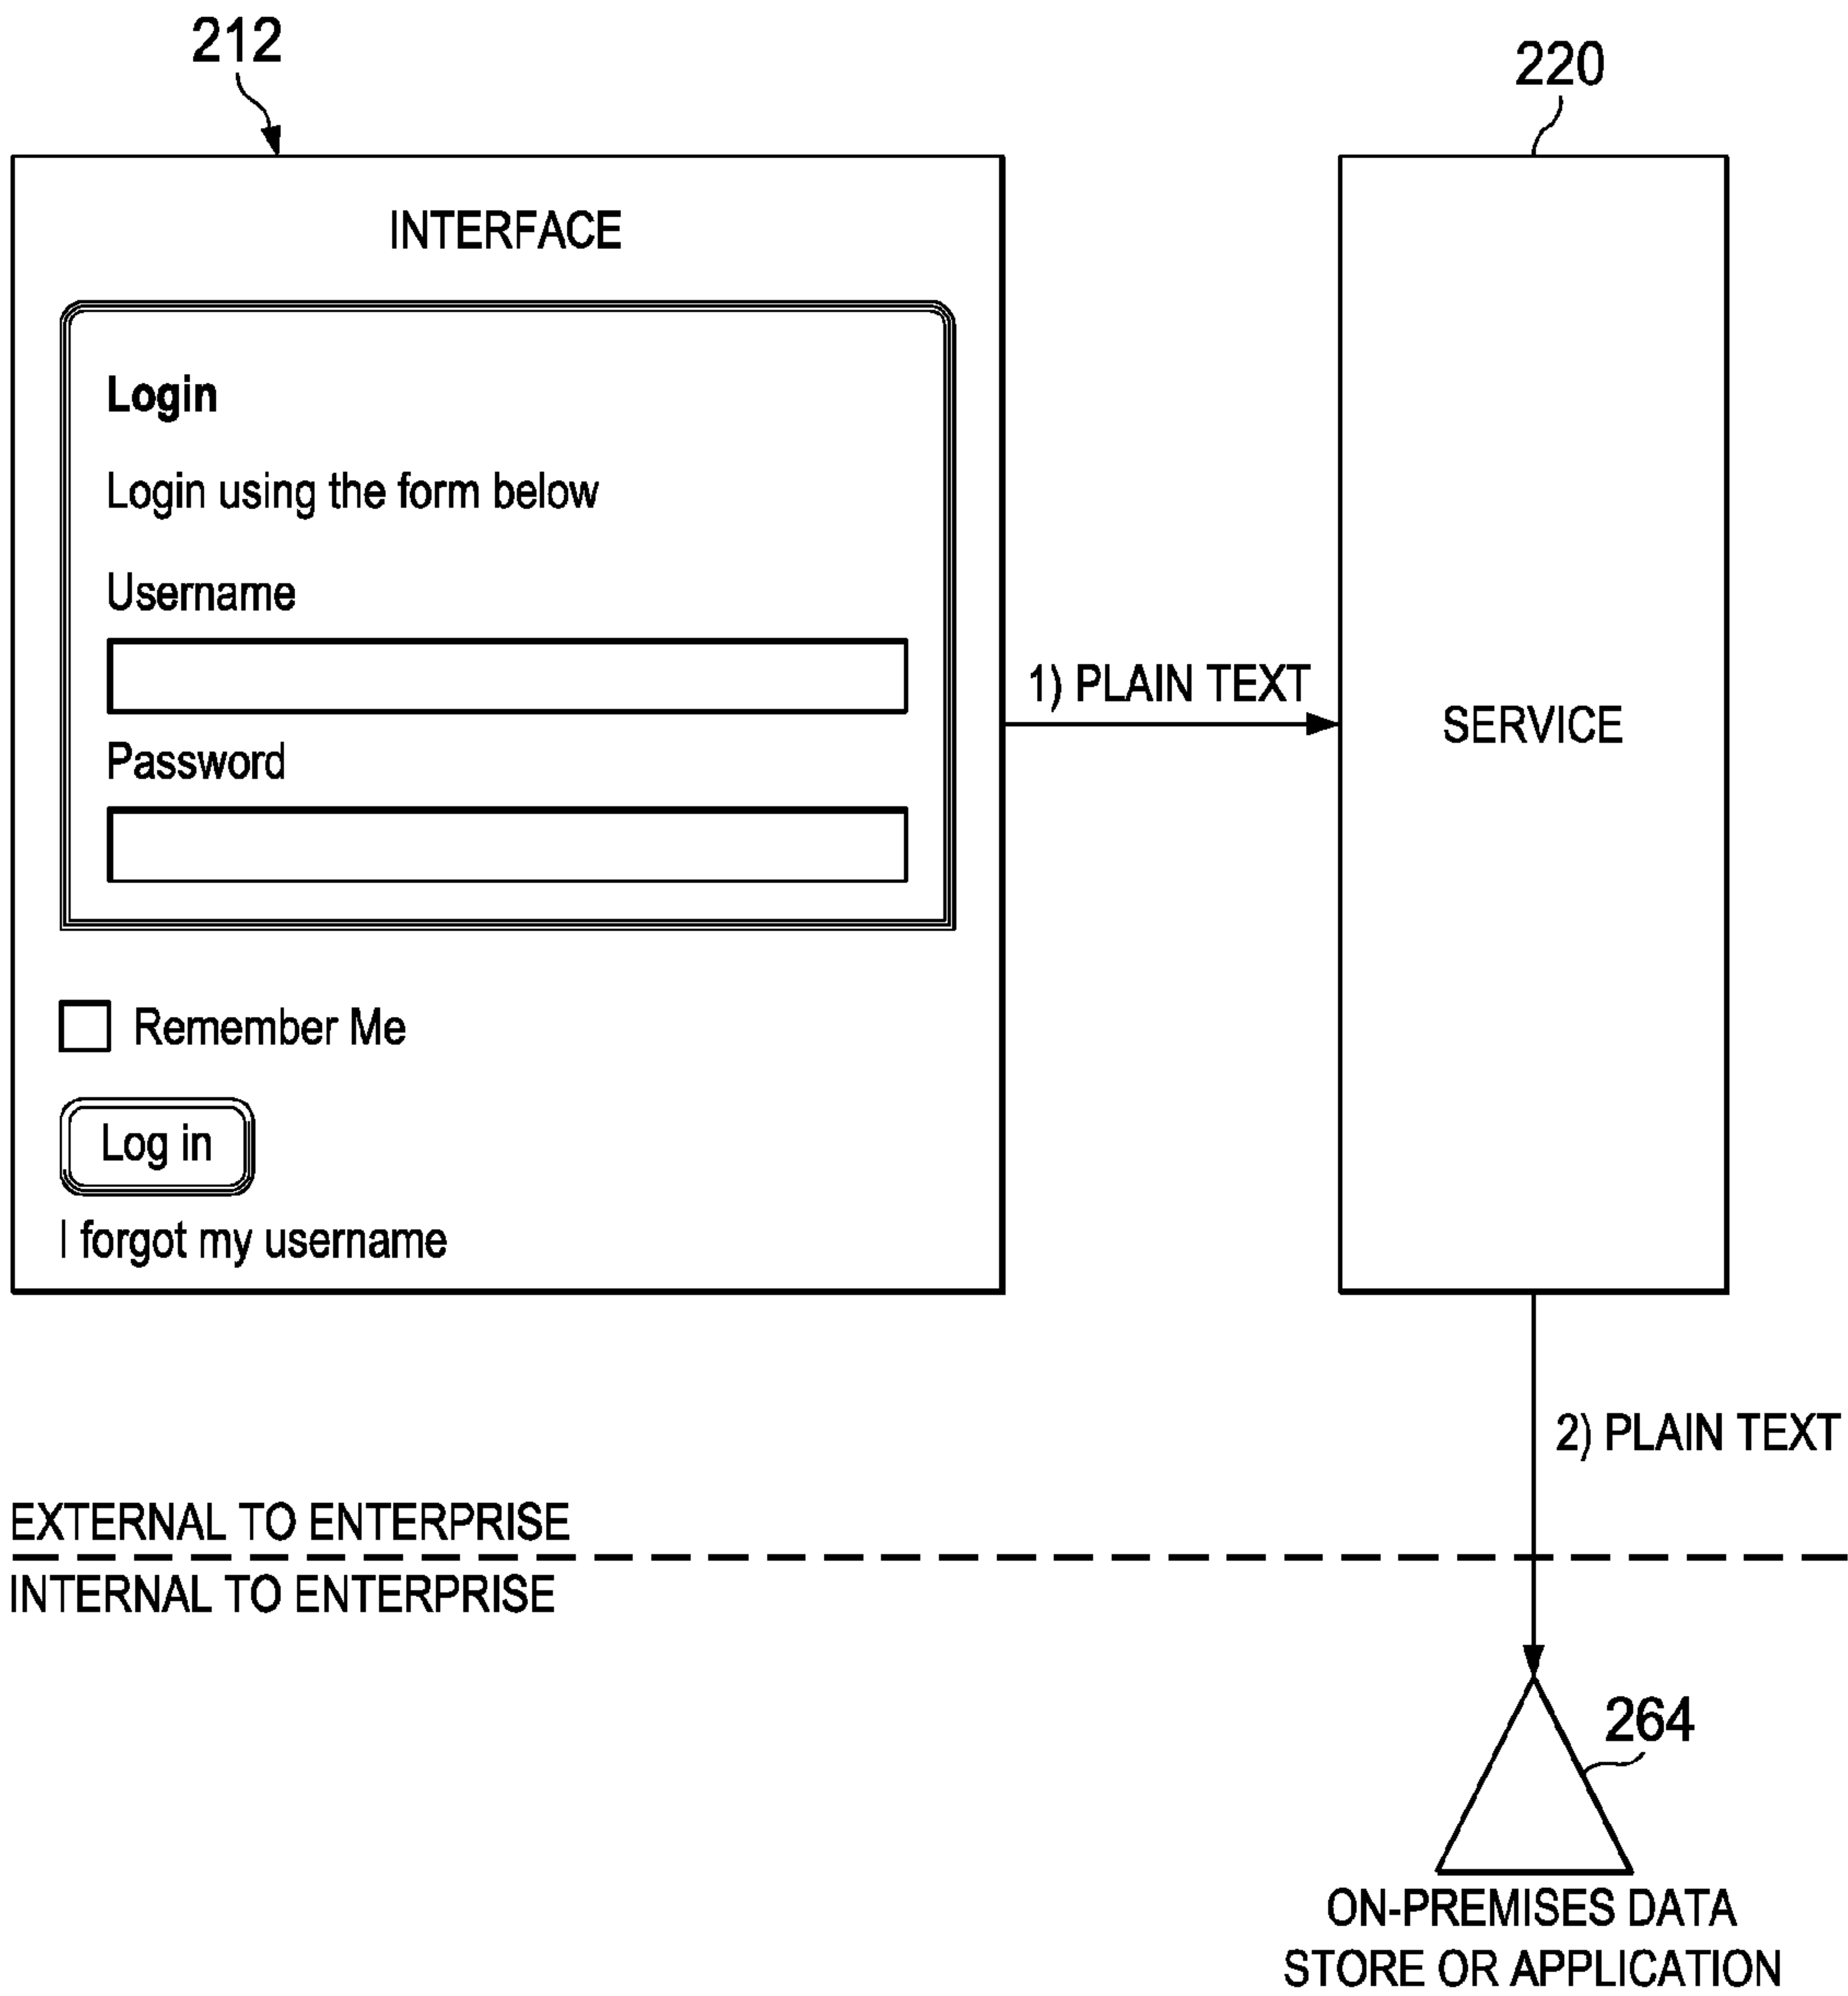 212
220
INTERFACE
Login
Login using the form below
Username
Password
1) PLAIN TEXT
SERVICE
Remember Me
Log in
I forgot my username
2) PLAIN TEXT
EXTERNAL TO ENTERPRISE
INTERNAL TO ENTERPRISE
264
ON-PREMISES DATA
STORE OR APPLICATION